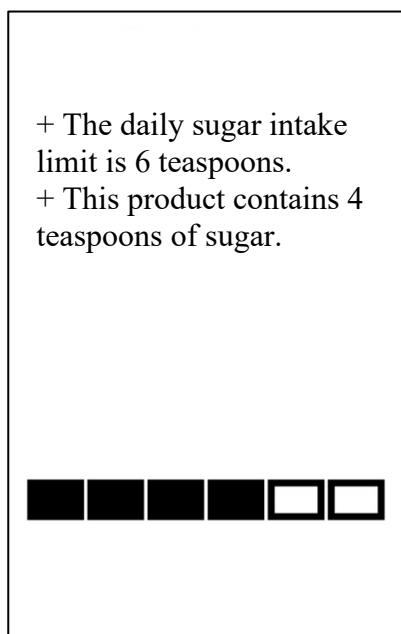 + The daily sugar intake
limit is 6 teaspoons.
+ This product contains 4
teaspoons of sugar.